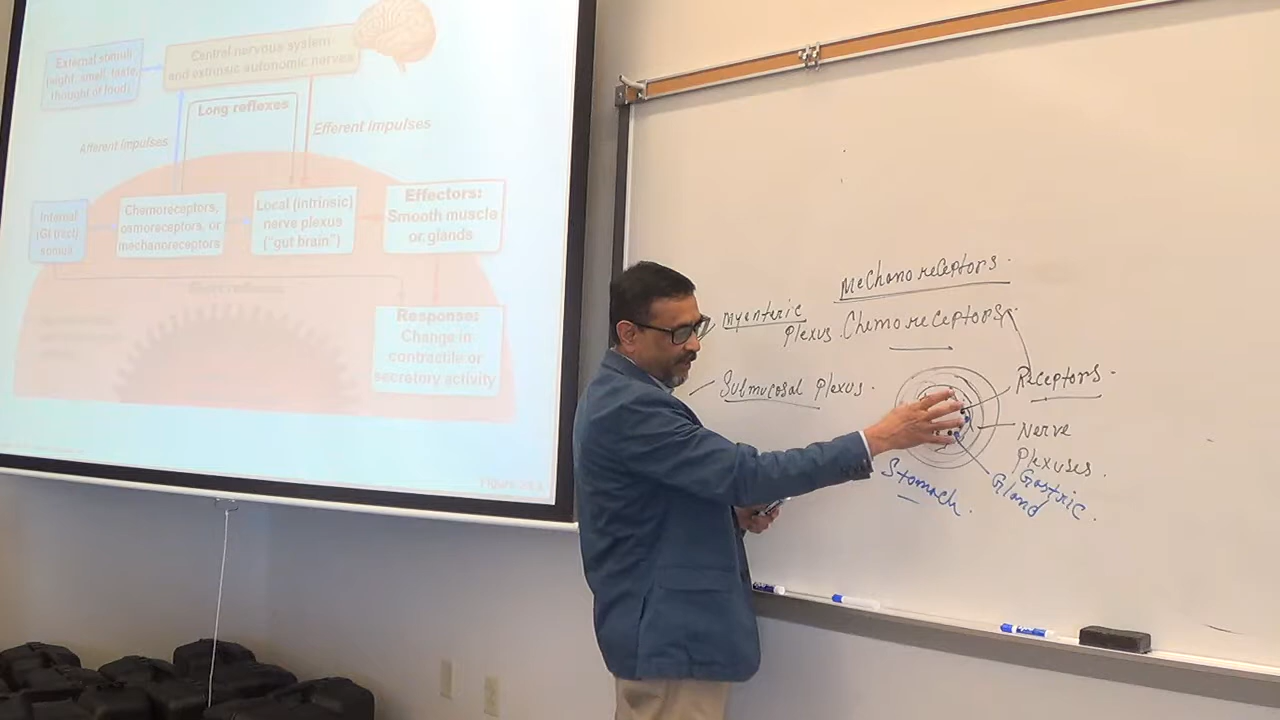 External stimuli
(sight, smell, taste,
thought of food)
Central nervous system
and extrinsic autonomic nerves
Long reflexes
Afferent impulses
Efferent impulses
Internal
(GI tract)
stimuli
Chemoreceptors,
osmoreceptors, or
mechanoreceptors
Local (intrinsic)
nerve plexus
("gut brain")
Effectors:
Smooth muscle
or glands
Response:
Change in
contractile or
secretory activity
Mechanoreceptors.
Myenteric
Plexus.
Chemoreceptors.
Submucosal Plexus.
Receptors.
Nerve
Plexuses.
Gastric
Gland
Stomach.